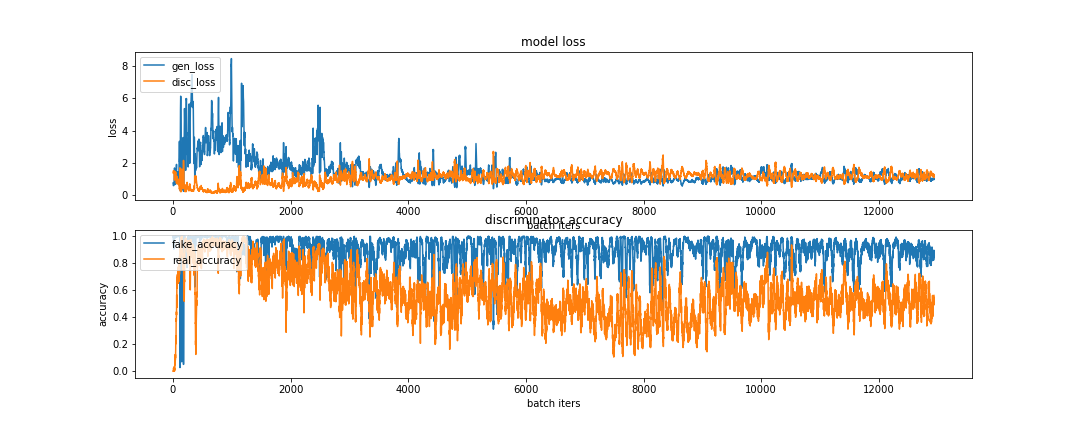 model loss
gen_loss
disc_loss
loss
8
6
4
2
0
0 2000 4000 6000 8000 10000 12000
batch iters
discriminator accuracy
fake_accuracy
real_accuracy
accuracy
1.0
0.8
0.6
0.4
0.2
0.0
0 2000 4000 6000 8000 10000 12000
batch iters